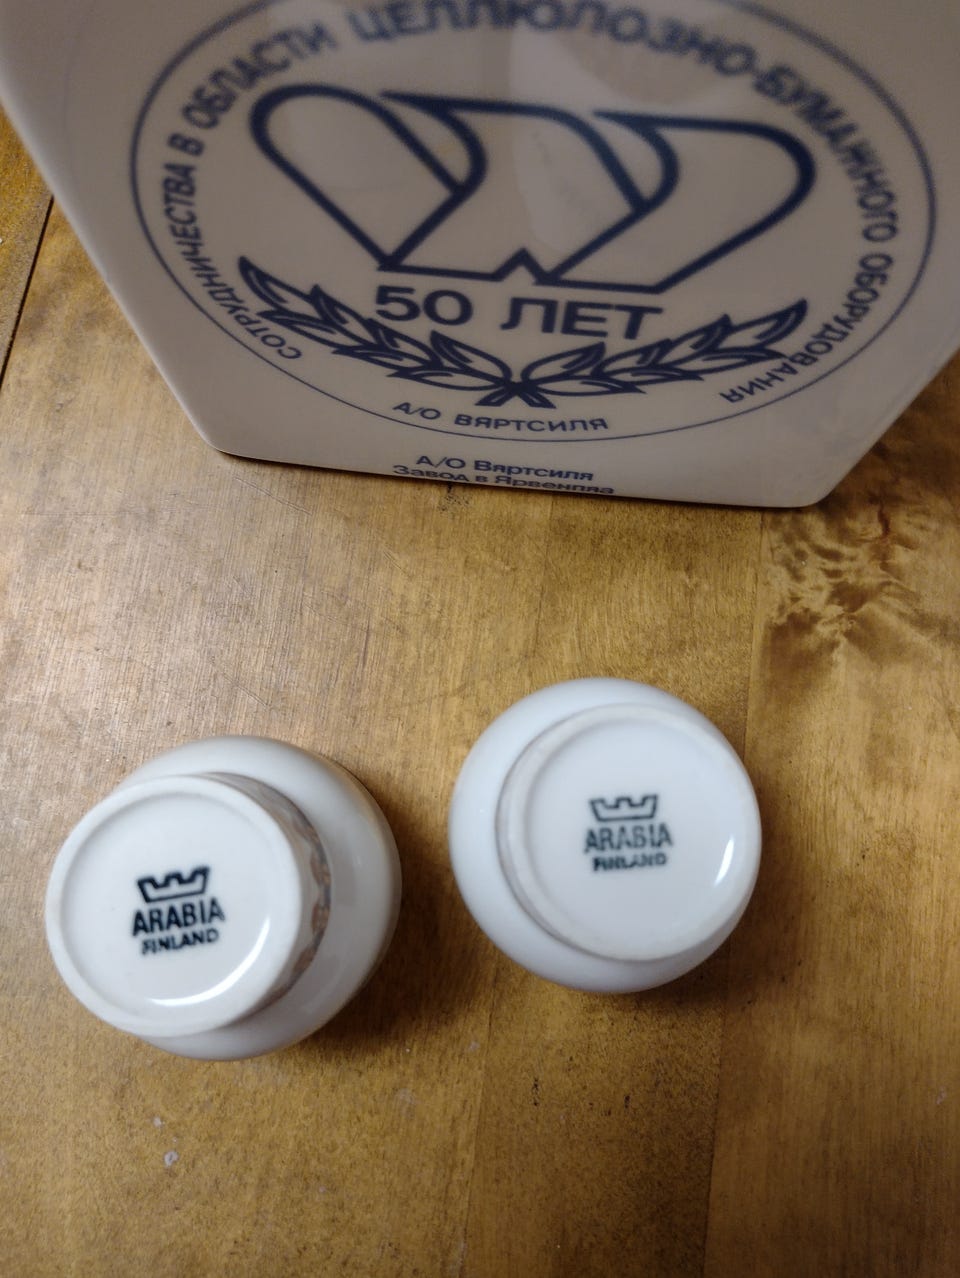 СОТРУДНИЧЕСТВА В ОБЛАСТИ ЦЕЛЛЮЛОЗНО-БУМАЖНОГО ОБОРУДОВАНИЯ
50 ЛЕТ
А/О ВЯРТСИЛЯ
А/О Вяртсиля
Завод в Ярвенпяа
ARABIA
FINLAND
ARABIA
FINLAND